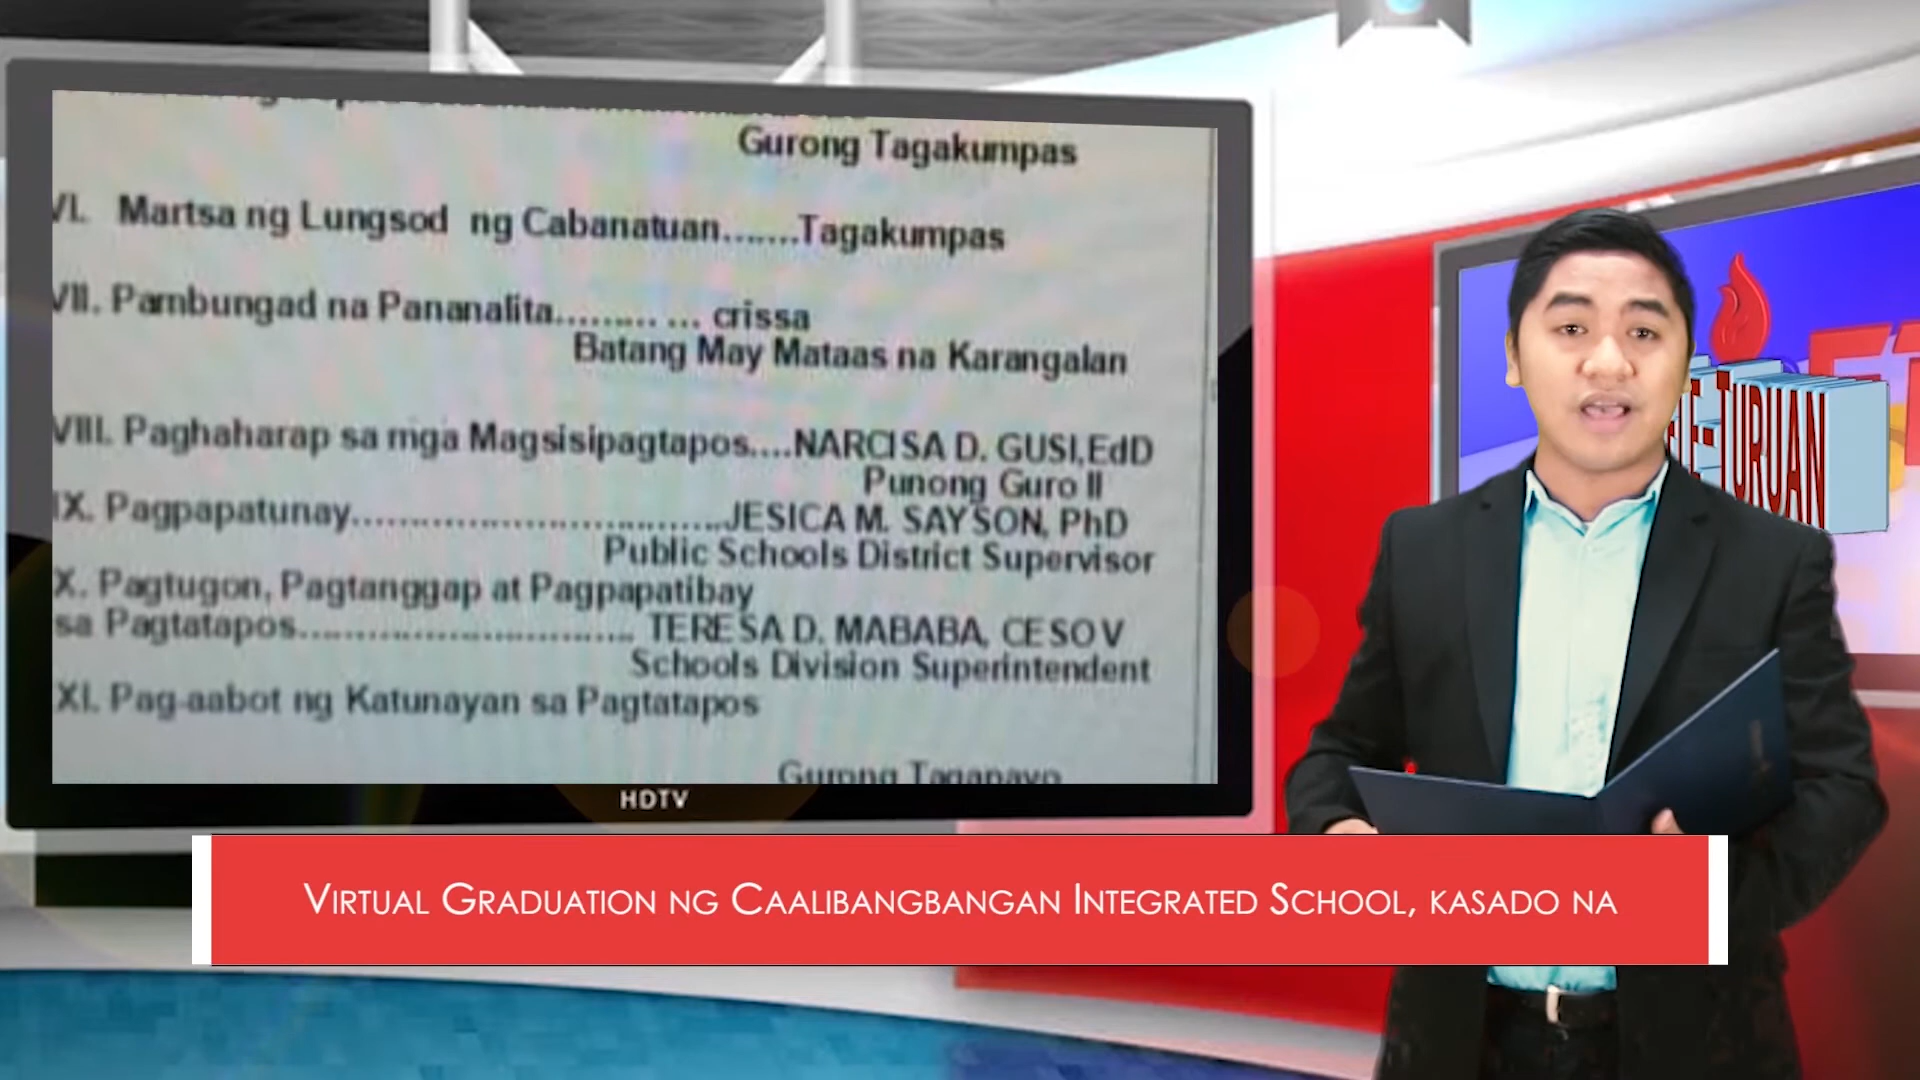 Gurong Tagakumpas
VI. Martsa ng Lungsod ng Cabanatuan.......Tagakumpas
VII. Pambungad na Pananalita......... ... crissa
Batang May Mataas na Karangalan
VIII. Paghaharap sa mga Magsisipagtapos....NARCISA D. GUSI,EdD
Punong Guro II
IX. Pagpapatunay................................JESICA M. SAYSON, PhD
Public Schools District Supervisor
X. Pagtugon, Pagtanggap at Pagpapatibay
sa Pagtatapos............................. TERESA D. MABABA, CESO V
Schools Division Superintendent
XI. Pag-aabot ng Katunayan sa Pagtatapos
Gurong Tagapayo
HDTV
TURUAN
VIRTUAL GRADUATION NG CAALIBANGBANGAN INTEGRATED SCHOOL, KASADO NA